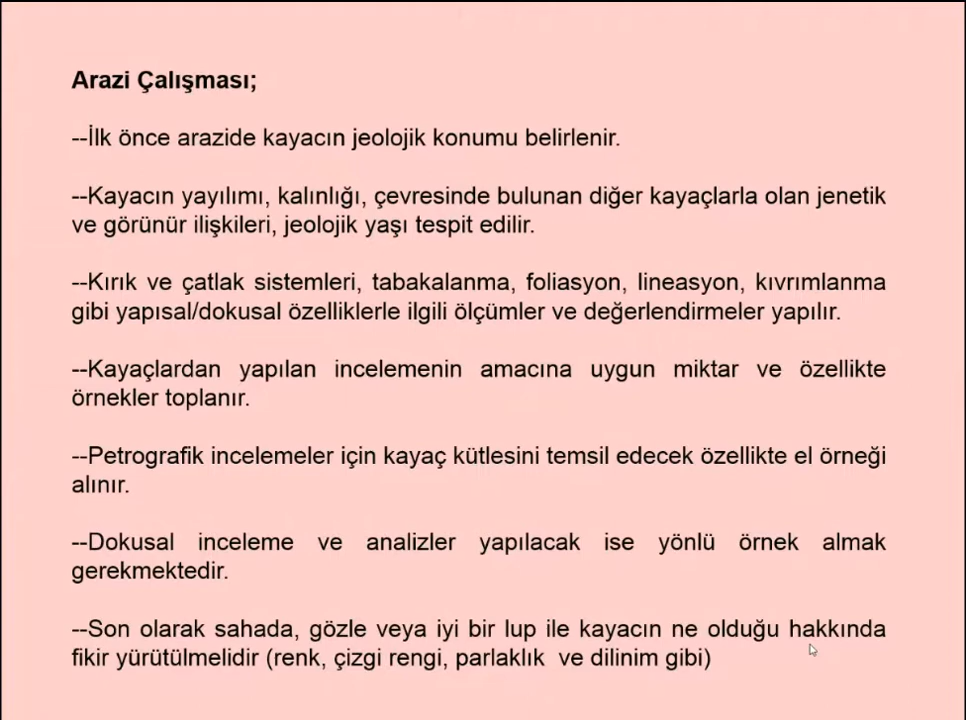 Arazi Çalışması;
--İlk önce arazide kayacın jeolojik konumu belirlenir.
--Kayacın yayılımı, kalınlığı, çevresinde bulunan diğer kayaçlarla olan jenetik
ve görünür ilişkileri, jeolojik yaşı tespit edilir.
--Kırık ve çatlak sistemleri, tabakalanma, foliasyon, lineasyon, kıvrımlanma
gibi yapısal/dokusal özelliklerle ilgili ölçümler ve değerlendirmeler yapılır.
--Kayaçlardan yapılan incelemenin amacına uygun miktar ve özellikte
örnekler toplanır.
--Petrografik incelemeler için kayaç kütlesini temsil edecek özellikte el örneği
alınır.
--Dokusal inceleme ve analizler yapılacak ise yönlü örnek almak
gerekmektedir.
--Son olarak sahada, gözle veya iyi bir lup ile kayacın ne olduğu hakkında
fikir yürütülmelidir (renk, çizgi rengi, parlaklık ve dilinim gibi)